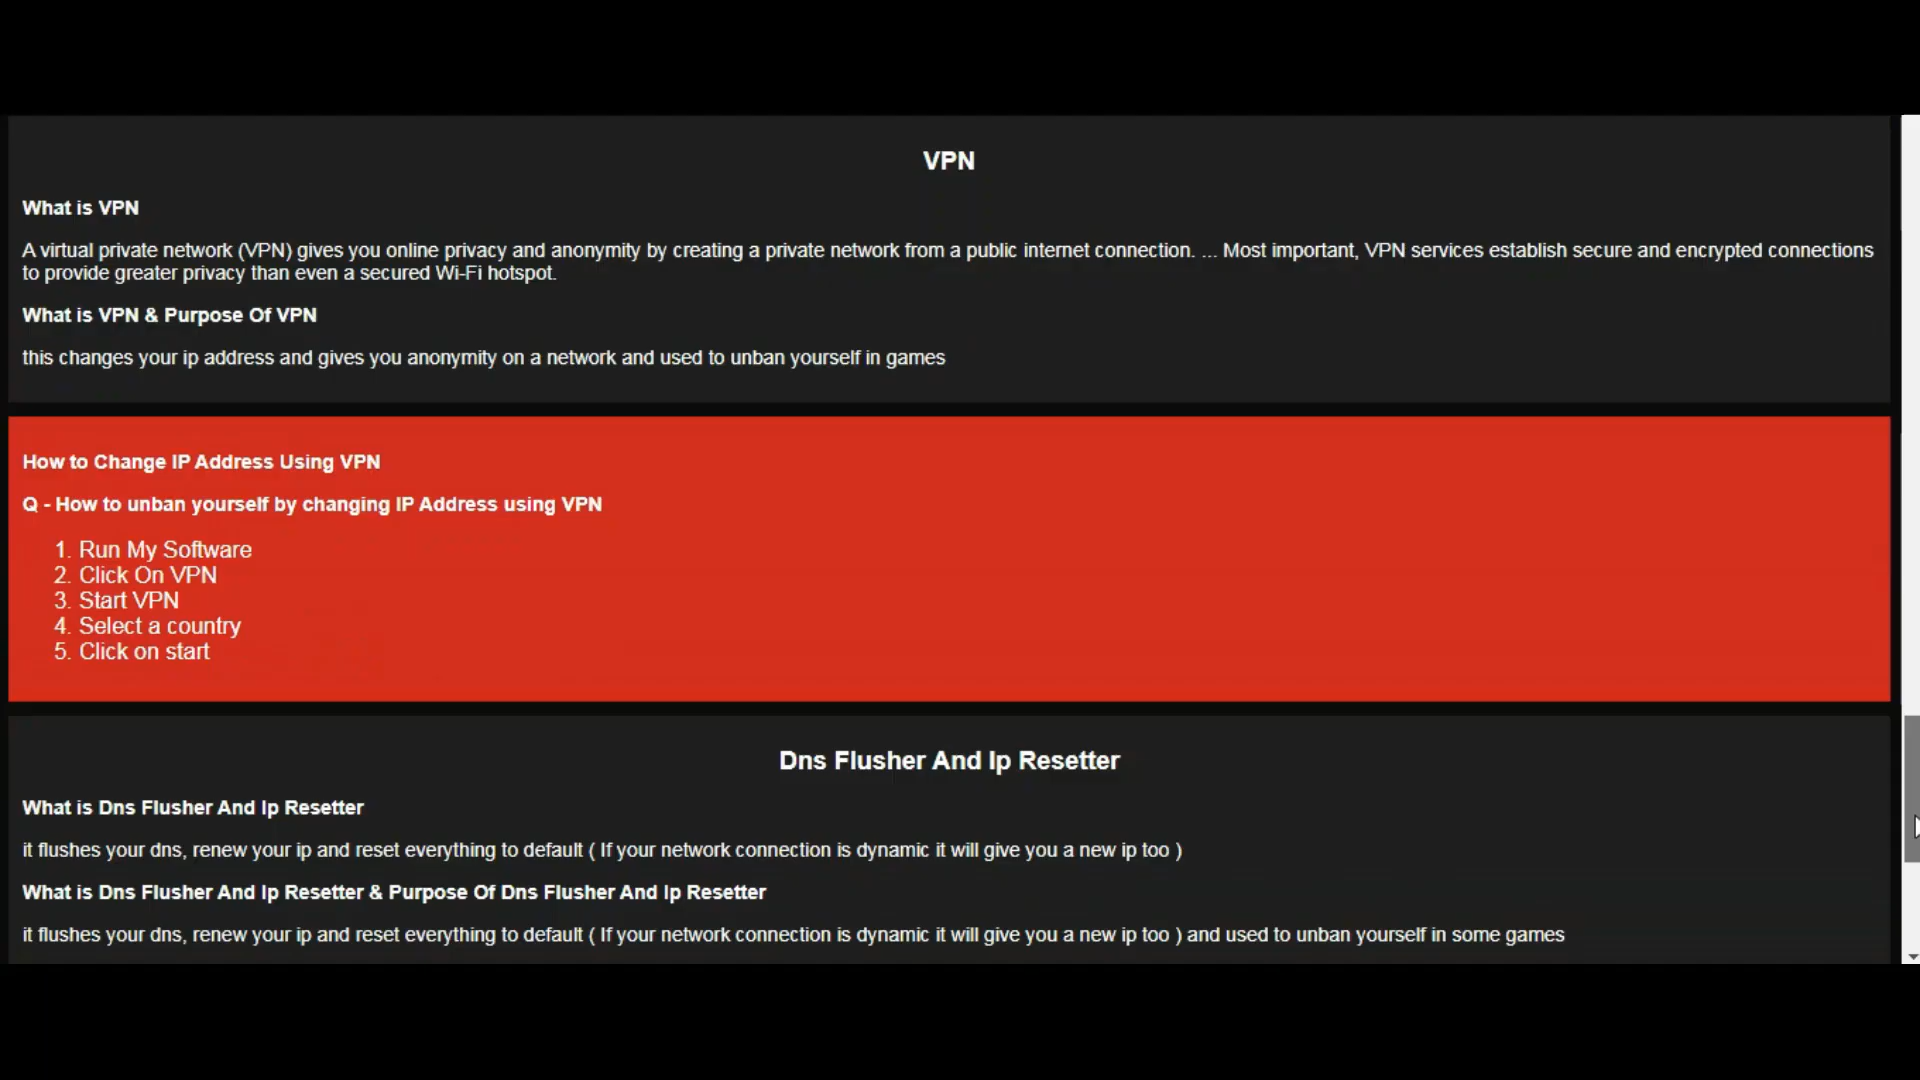 VPN
What is VPN
A virtual private network (VPN) gives you online privacy and anonymity by creating a private network from a public internet connection. ... Most important, VPN services establish secure and encrypted connections
to provide greater privacy than even a secured Wi-Fi hotspot.
What is VPN & Purpose Of VPN
this changes your ip address and gives you anonymity on a network and used to unban yourself in games
How to Change IP Address Using VPN
Q - How to unban yourself by changing IP Address using VPN
1. Run My Software
2. Click On VPN
3. Start VPN
4. Select a country
5. Click on start
Dns Flusher And Ip Resetter
What is Dns Flusher And Ip Resetter
it flushes your dns, renew your ip and reset everything to default ( If your network connection is dynamic it will give you a new ip too )
What is Dns Flusher And Ip Resetter & Purpose Of Dns Flusher And Ip Resetter
it flushes your dns, renew your ip and reset everything to default ( If your network connection is dynamic it will give you a new ip too ) and used to unban yourself in some games